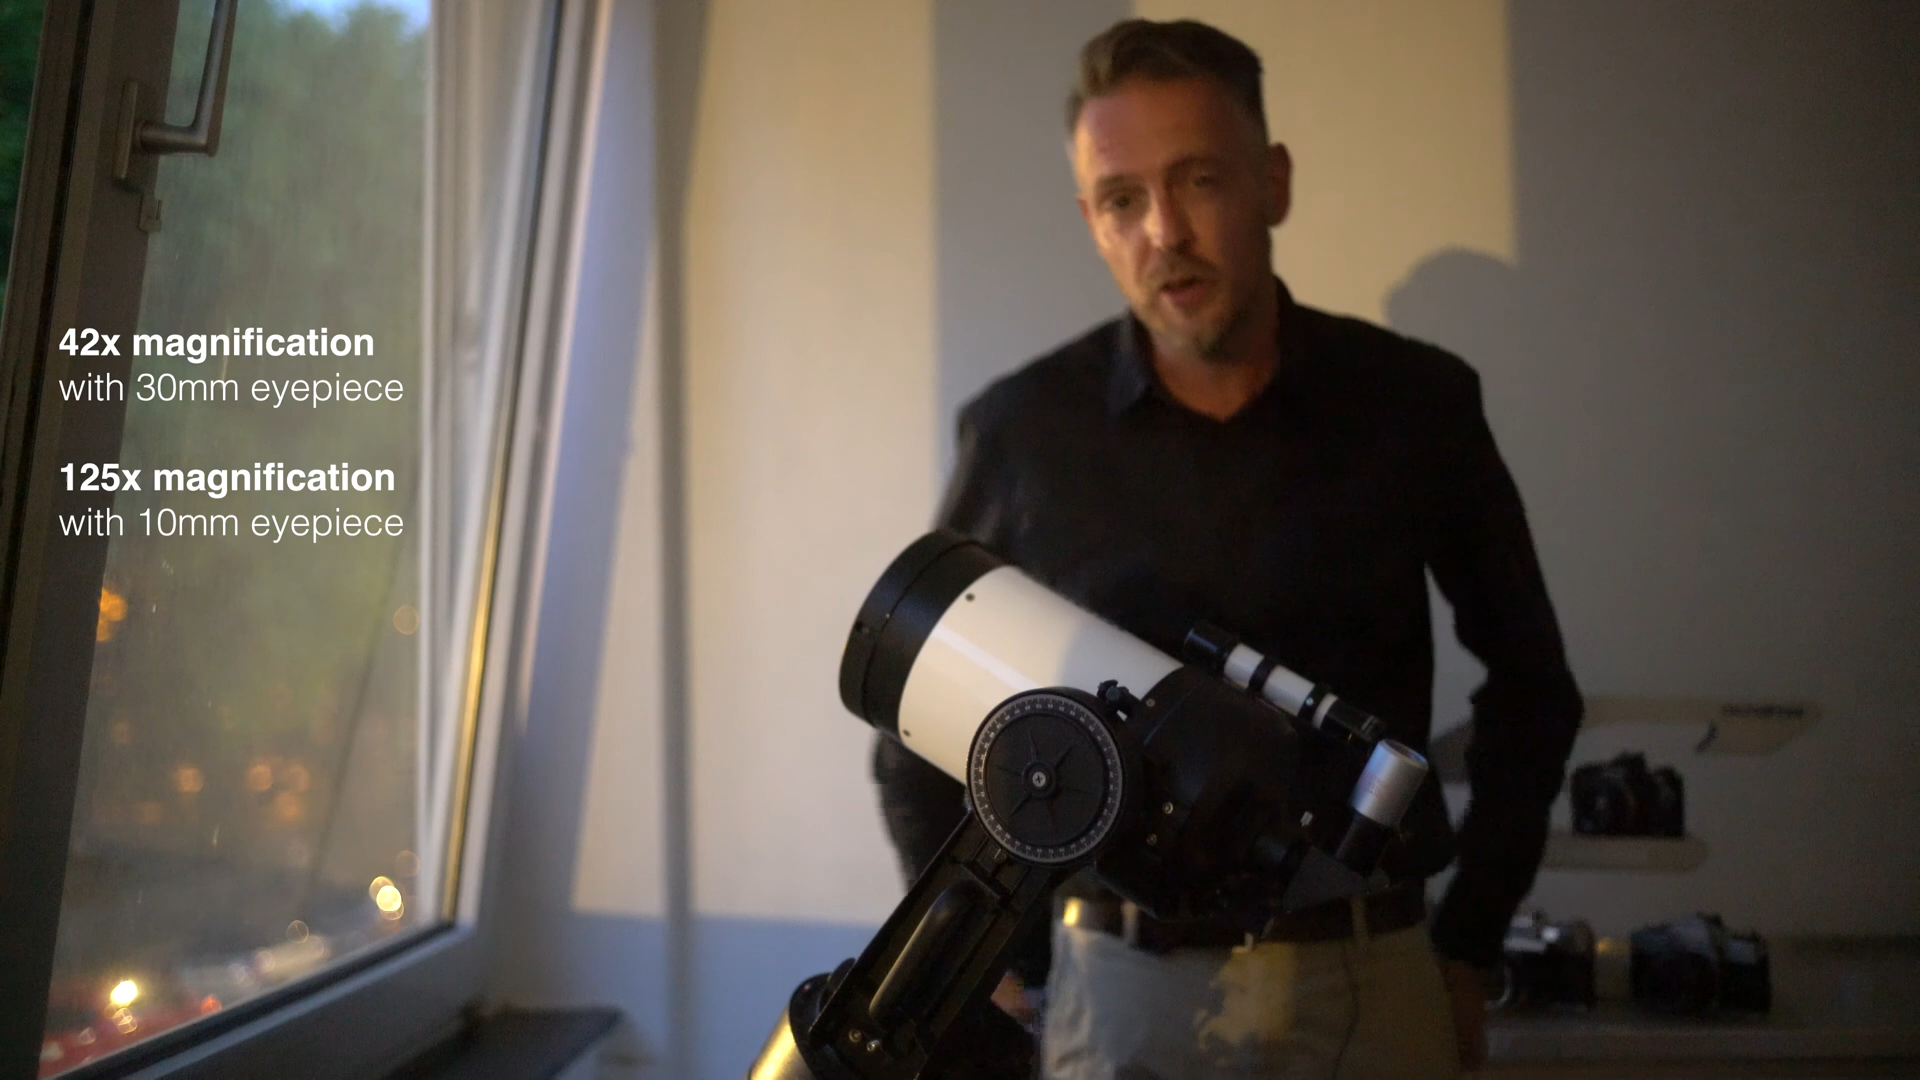 42x magnification
with 30mm eyepiece
125x magnification
with 10mm eyepiece